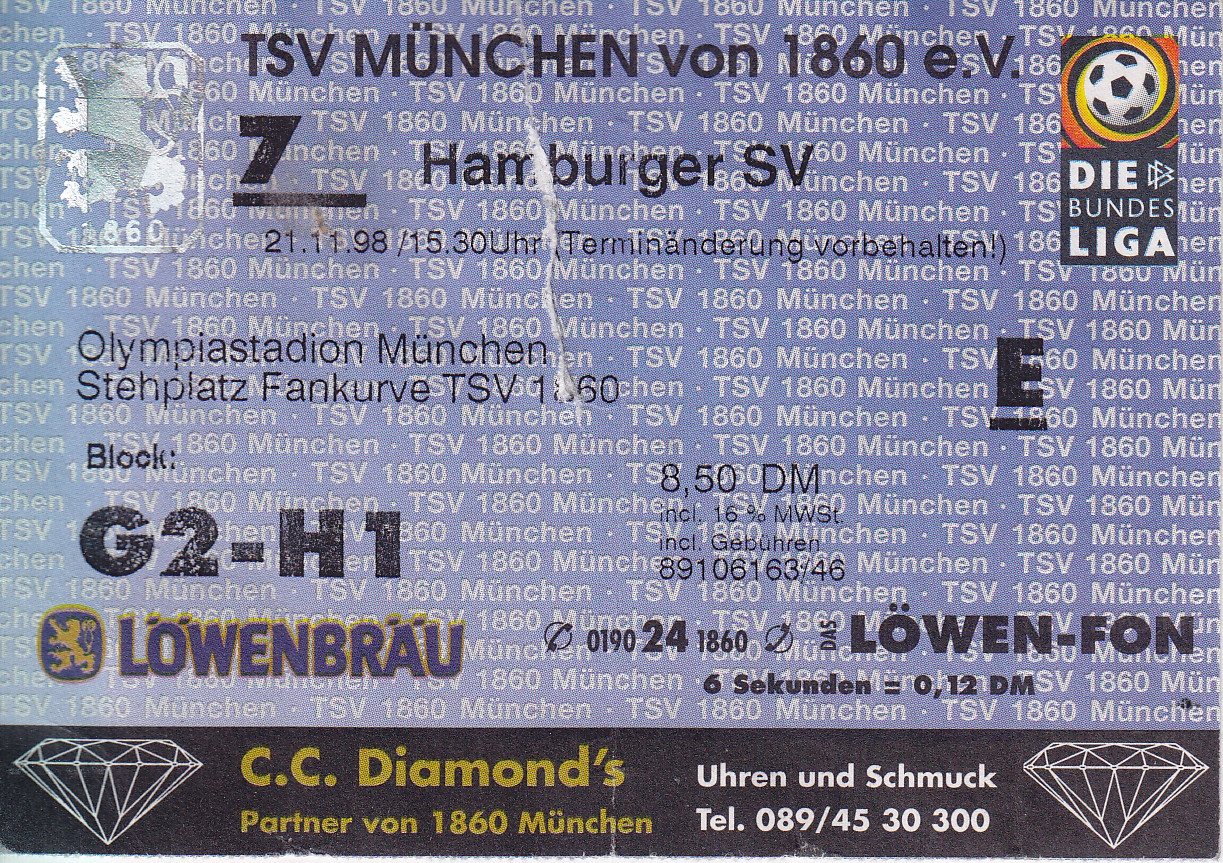 TSV MÜNCHEN von 1860 e.V.
7
Hamburger SV
1860
DIE
BUNDES
LIGA
21.11.98 /15.30Uhr (Terminänderung vorbehalten!)
Olympiastadion München
Stehplatz Fankurve TSV 1860
E
Block:
G2-H1
8,50 DM
incl. 16 % MWSt.
incl. Gebühren
89106163/46
LÖWENBRÄU
0190 24 1860
DAS LÖWEN-FON
6 Sekunden = 0,12 DM
C.C. Diamond's
Partner von 1860 München
Uhren und Schmuck
Tel. 089/45 30 300